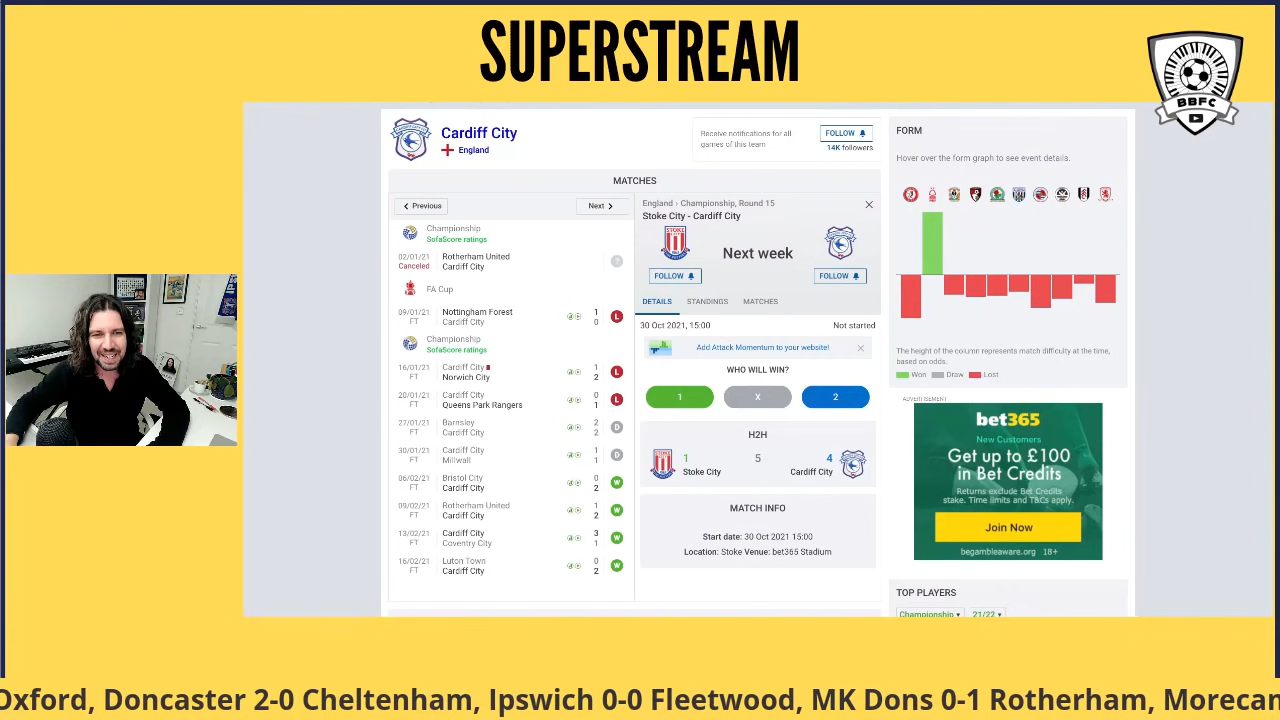 SUPERSTREAM
BBFC
Cardiff City
England
Receive notifications for all
games of this team
FOLLOW
14K followers
MATCHES
Previous
Next
Championship
SofaScore ratings
02/01/21 Rotherham United
Canceled Cardiff City
?
FA Cup
09/01/21 Nottingham Forest 1
FT Cardiff City 0
L
Championship
SofaScore ratings
16/01/21 Cardiff City 1
FT Norwich City 2
L
20/01/21 Cardiff City 0
FT Queens Park Rangers 1
L
27/01/21 Barnsley 2
FT Cardiff City 2
D
30/01/21 Cardiff City 1
FT Millwall 1
D
06/02/21 Bristol City 0
FT Cardiff City 2
W
09/02/21 Rotherham United 1
FT Cardiff City 2
W
13/02/21 Cardiff City 3
FT Coventry City 1
W
16/02/21 Luton Town 0
FT Cardiff City 2
W
England › Championship, Round 15
Stoke City - Cardiff City
Next week
FOLLOW
FOLLOW
DETAILS STANDINGS MATCHES
30 Oct 2021, 15:00 Not started
Add Attack Momentum to your website!
WHO WILL WIN?
1 X 2
H2H
1 5 4
Stoke City Cardiff City
MATCH INFO
Start date: 30 Oct 2021 15:00
Location: Stoke Venue: bet365 Stadium
FORM
Hover over the form graph to see event details.
The height of the column represents match difficulty at the time,
based on odds.
Won Draw Lost
ADVERTISEMENT
bet365
New Customers
Get up to £100
in Bet Credits
Returns exclude Bet Credits
stake. Time limits and T&Cs apply.
Join Now
begambleaware.org 18+
TOP PLAYERS
Championship 21/22
Oxford, Doncaster 2-0 Cheltenham, Ipswich 0-0 Fleetwood, MK Dons 0-1 Rotherham, Morecam